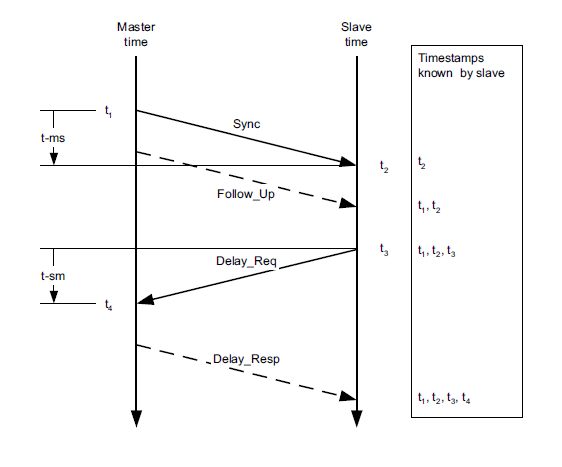 Master
time
Slave
time
Timestamps
known by slave
t1
Sync
t-ms
t2
t2
Follow_Up
t1, t2
t3
t1, t2, t3
Delay_Req
t-sm
t4
Delay_Resp
t1, t2, t3, t4